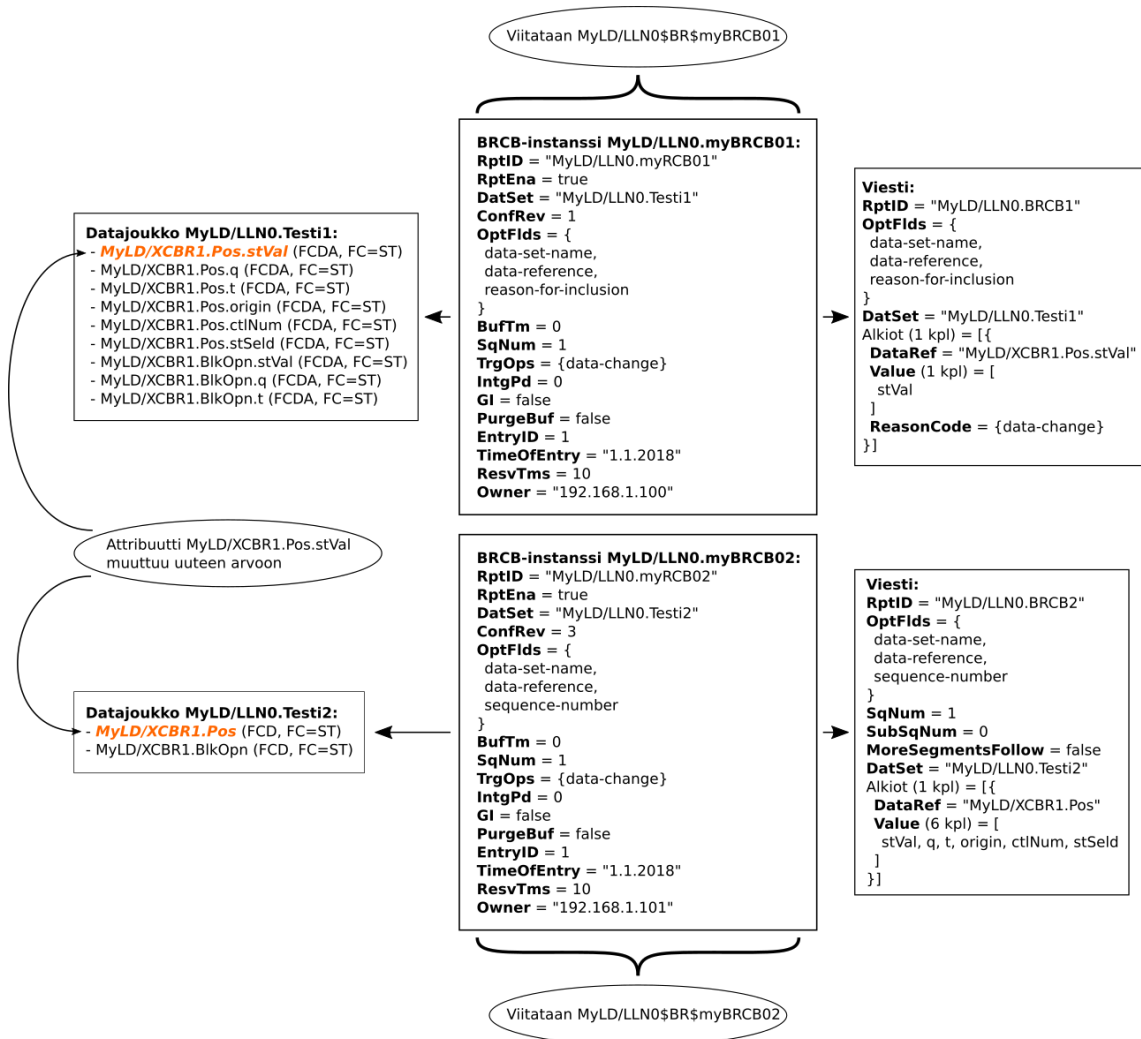 Viitataan MyLD/LLN0$BR$myBRCB01
BRCB-instanssi MyLD/LLN0.myBRCB01:
RptID = "MyLD/LLN0.myRCB01"
RptEna = true
DatSet = "MyLD/LLN0.Testi1"
ConfRev = 1
OptFlds = {
data-set-name,
data-reference,
reason-for-inclusion
}
BufTm = 0
SqNum = 1
TrgOps = {data-change}
IntgPd = 0
GI = false
PurgeBuf = false
EntryID = 1
TimeOfEntry = "1.1.2018"
ResvTms = 10
Owner = "192.168.1.100"
Datajoukko MyLD/LLN0.Testi1:
- MyLD/XCBR1.Pos.stVal (FCDA, FC=ST)
- MyLD/XCBR1.Pos.q (FCDA, FC=ST)
- MyLD/XCBR1.Pos.t (FCDA, FC=ST)
- MyLD/XCBR1.Pos.origin (FCDA, FC=ST)
- MyLD/XCBR1.Pos.ctlNum (FCDA, FC=ST)
- MyLD/XCBR1.Pos.stSeld (FCDA, FC=ST)
- MyLD/XCBR1.BlkOpn.stVal (FCDA, FC=ST)
- MyLD/XCBR1.BlkOpn.q (FCDA, FC=ST)
- MyLD/XCBR1.BlkOpn.t (FCDA, FC=ST)
Viesti:
RptID = "MyLD/LLN0.BRCB1"
OptFlds = {
data-set-name,
data-reference,
reason-for-inclusion
}
DatSet = "MyLD/LLN0.Testi1"
Alkiot (1 kpl) = [{
DataRef = "MyLD/XCBR1.Pos.stVal"
Value (1 kpl) = [
stVal
]
ReasonCode = {data-change}
}]
Attribuutti MyLD/XCBR1.Pos.stVal
muuttuu uuteen arvoon
BRCB-instanssi MyLD/LLN0.myBRCB02:
RptID = "MyLD/LLN0.myRCB02"
RptEna = true
DatSet = "MyLD/LLN0.Testi2"
ConfRev = 3
OptFlds = {
data-set-name,
data-reference,
sequence-number
}
BufTm = 0
SqNum = 1
TrgOps = {data-change}
IntgPd = 0
GI = false
PurgeBuf = false
EntryID = 1
TimeOfEntry = "1.1.2018"
ResvTms = 10
Owner = "192.168.1.101"
Datajoukko MyLD/LLN0.Testi2:
- MyLD/XCBR1.Pos (FCD, FC=ST)
- MyLD/XCBR1.BlkOpn (FCD, FC=ST)
Viesti:
RptID = "MyLD/LLN0.BRCB2"
OptFlds = {
data-set-name,
data-reference,
sequence-number
}
SqNum = 1
SubSqNum = 0
MoreSegmentsFollow = false
DatSet = "MyLD/LLN0.Testi2"
Alkiot (1 kpl) = [{
DataRef = "MyLD/XCBR1.Pos"
Value (6 kpl) = [
stVal, q, t, origin, ctlNum, stSeld
]
}]
Viitataan MyLD/LLN0$BR$myBRCB02